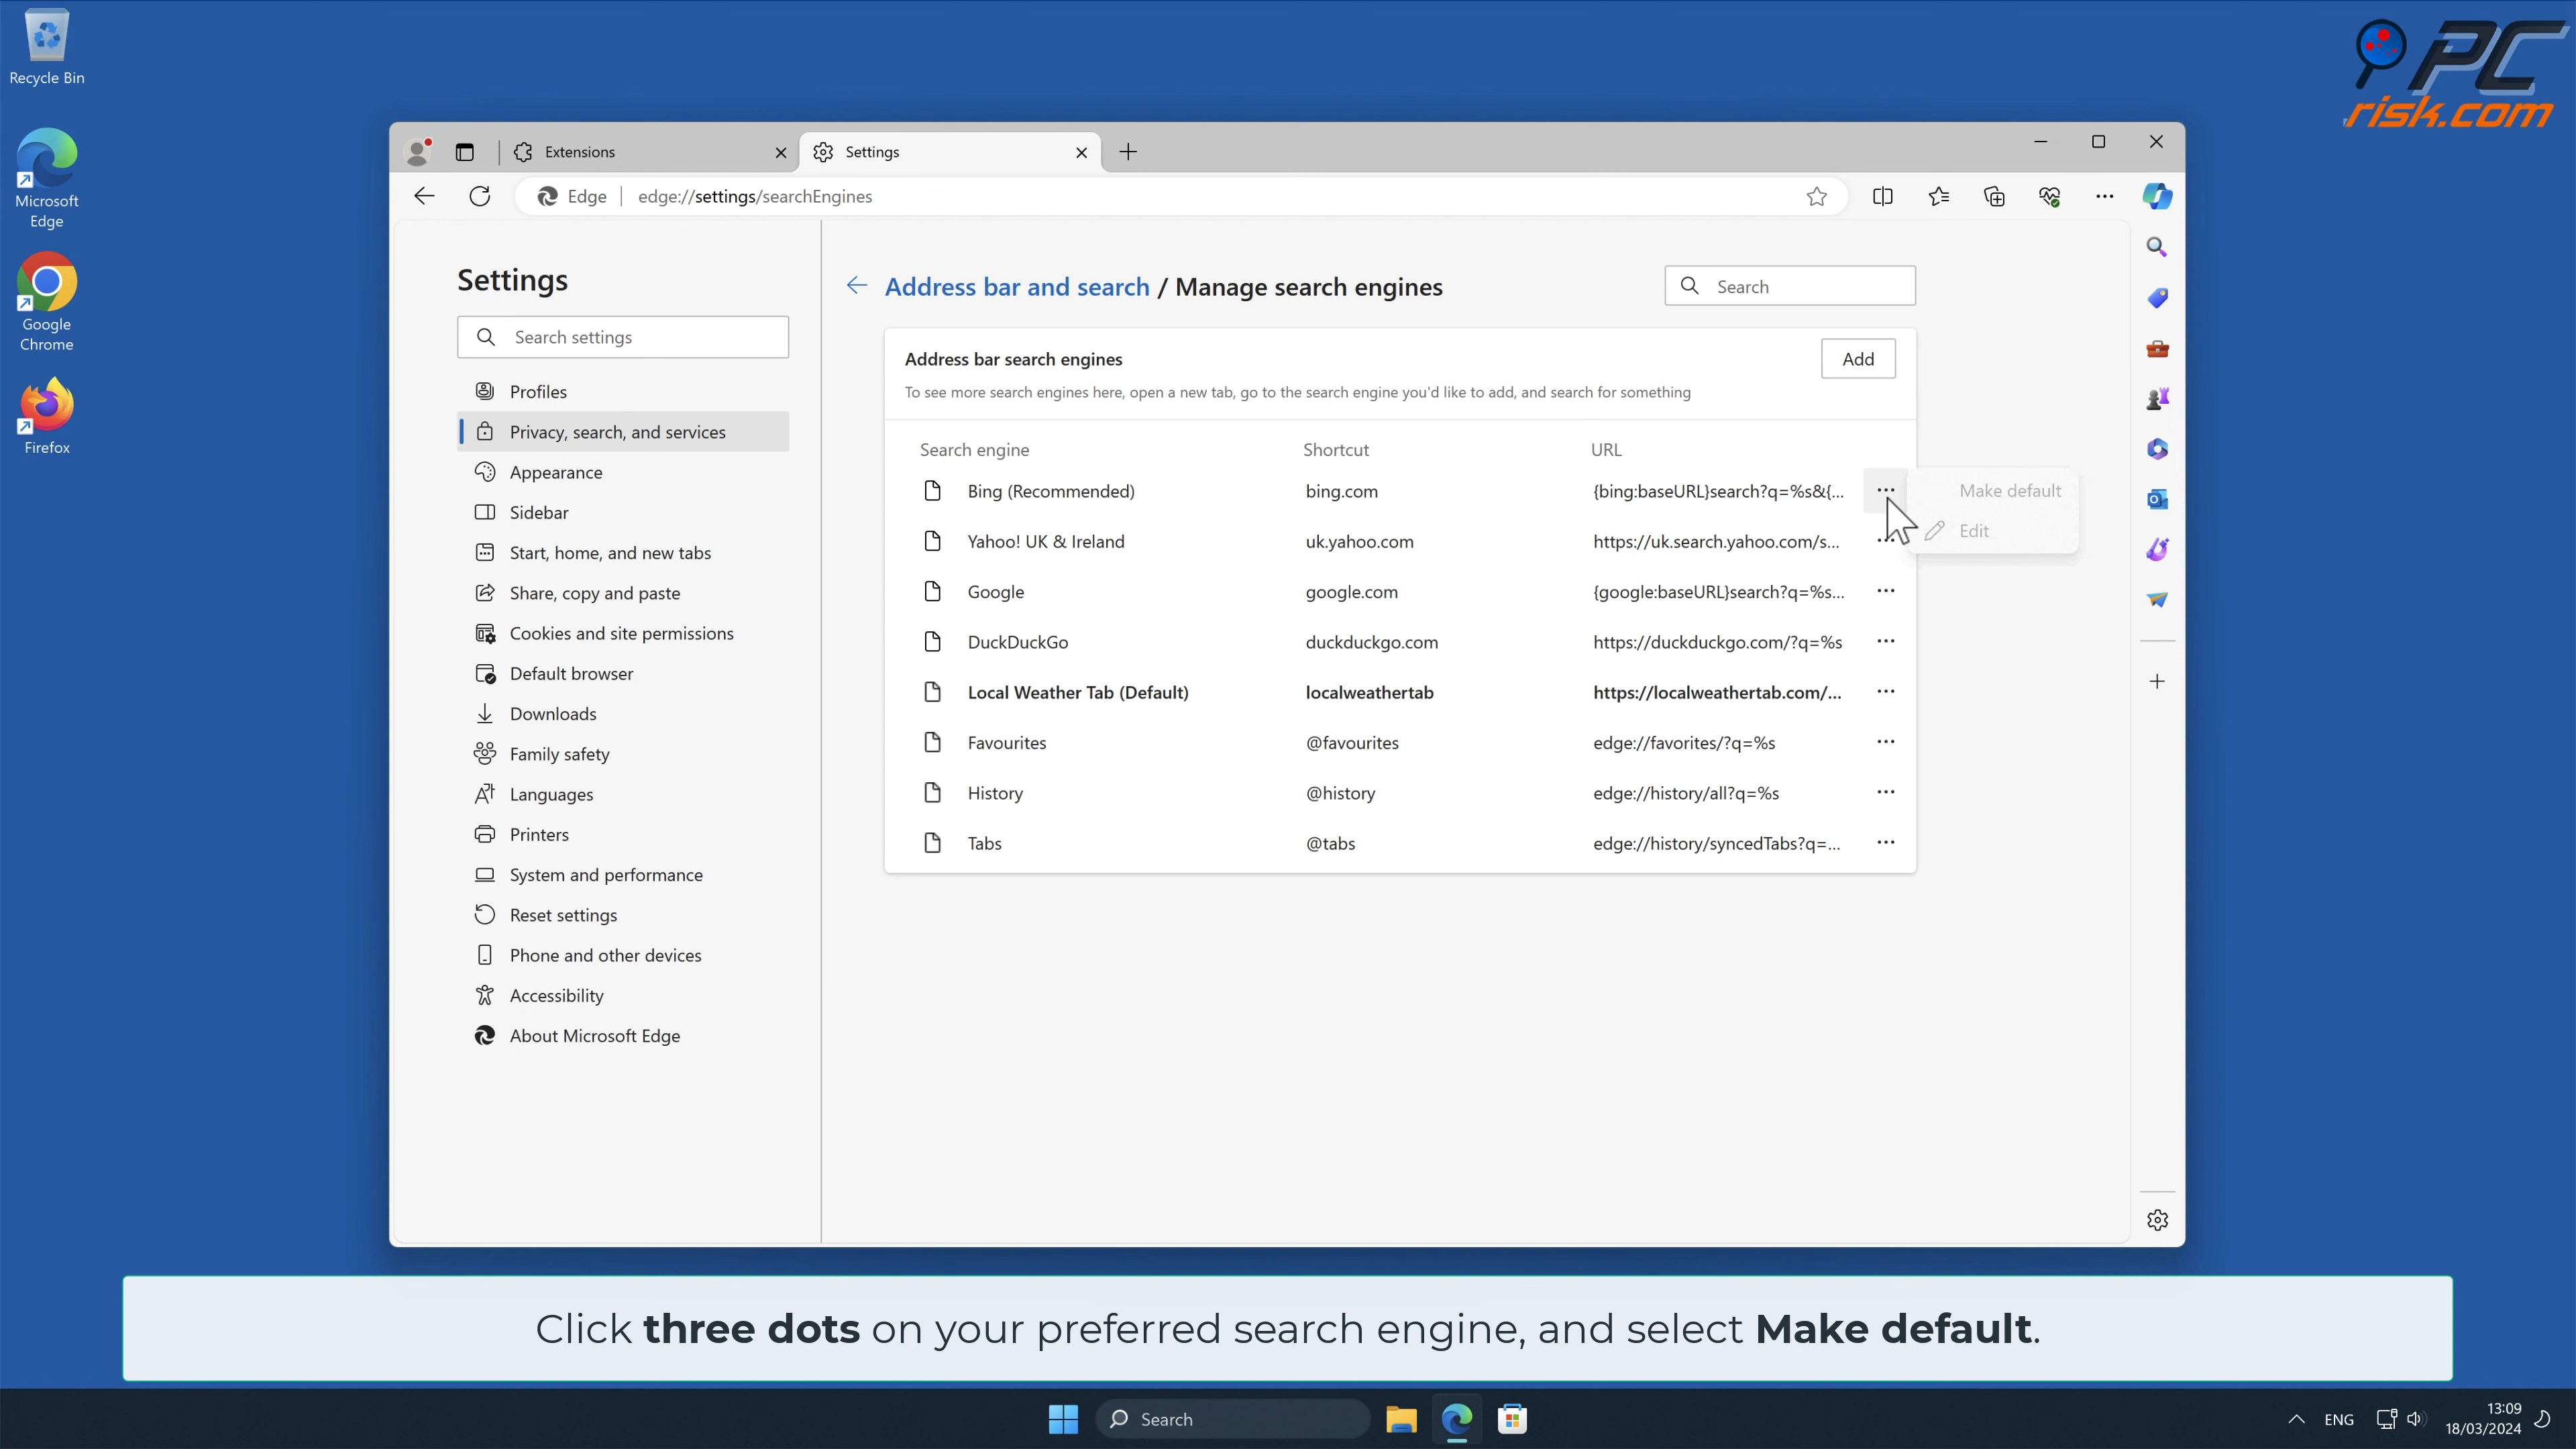 Recycle Bin
Microsoft
Edge
Google
Chrome
Firefox
PC
risk.com
Extensions
Settings
Edge
edge://settings/searchEngines
Settings
Search settings
Profiles
Privacy, search, and services
Appearance
Sidebar
Start, home, and new tabs
Share, copy and paste
Cookies and site permissions
Default browser
Downloads
Family safety
Languages
Printers
System and performance
Reset settings
Phone and other devices
Accessibility
About Microsoft Edge
Address bar and search / Manage search engines
Search
Address bar search engines
Add
To see more search engines here, open a new tab, go to the search engine you'd like to add, and search for something
Search engine Shortcut URL
Bing (Recommended) bing.com {bing:baseURL}search?q=%s&{...
Make default
Edit
Yahoo! UK & Ireland uk.yahoo.com https://uk.search.yahoo.com/s...
Google google.com {google:baseURL}search?q=%s...
DuckDuckGo duckduckgo.com https://duckduckgo.com/?q=%s
Local Weather Tab (Default) localweathertab https://localweathertab.com/...
Favourites @favourites edge://favorites/?q=%s
History @history edge://history/all?q=%s
Tabs @tabs edge://history/syncedTabs?q=...
Click three dots on your preferred search engine, and select Make default.
Search
ENG
13:09
18/03/2024